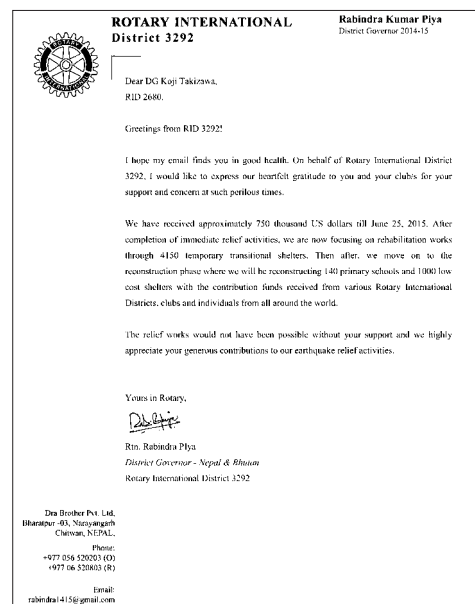 ROTARY INTERNATIONAL
District 3292
Rabindra Kumar Piya
District Governor 2014-15
ROTARY
INTERNATIONAL
Dear DG Koji Takizawa,
RID 2680.
Greetings from RID 3292!
I hope my email finds you in good health. On behalf of Rotary International District
3292, I would like to express our heartfelt gratitude to you and your club/s for your
support and concern at such perilous times.
We have received approximately 750 thousand US dollars till June 25, 2015. After
completion of immediate relief activities, we are now focusing on rehabilitation works
through 4150 temporary transitional shelters. Then after, we move on to the
reconstruction phase where we will be reconstructing 140 primary schools and 1000 low
cost shelters with the contribution funds received from various Rotary International
Districts, clubs and individuals from all around the world.
The relief works would not have been possible without your support and we highly
appreciate your generous contributions to our earthquake relief activities.
Yours in Rotary,
Rtn. Rabindra Piya
District Governor - Nepal & Bhutan
Rotary International District 3292
Dra Brother Pvt. Ltd,
Bharatpur -03, Narayangarh
Chitwan, NEPAL,
Phone:
+977 056 520203 (O)
+977 06 520803 (R)
Email:
rabindra1415@gmail.com